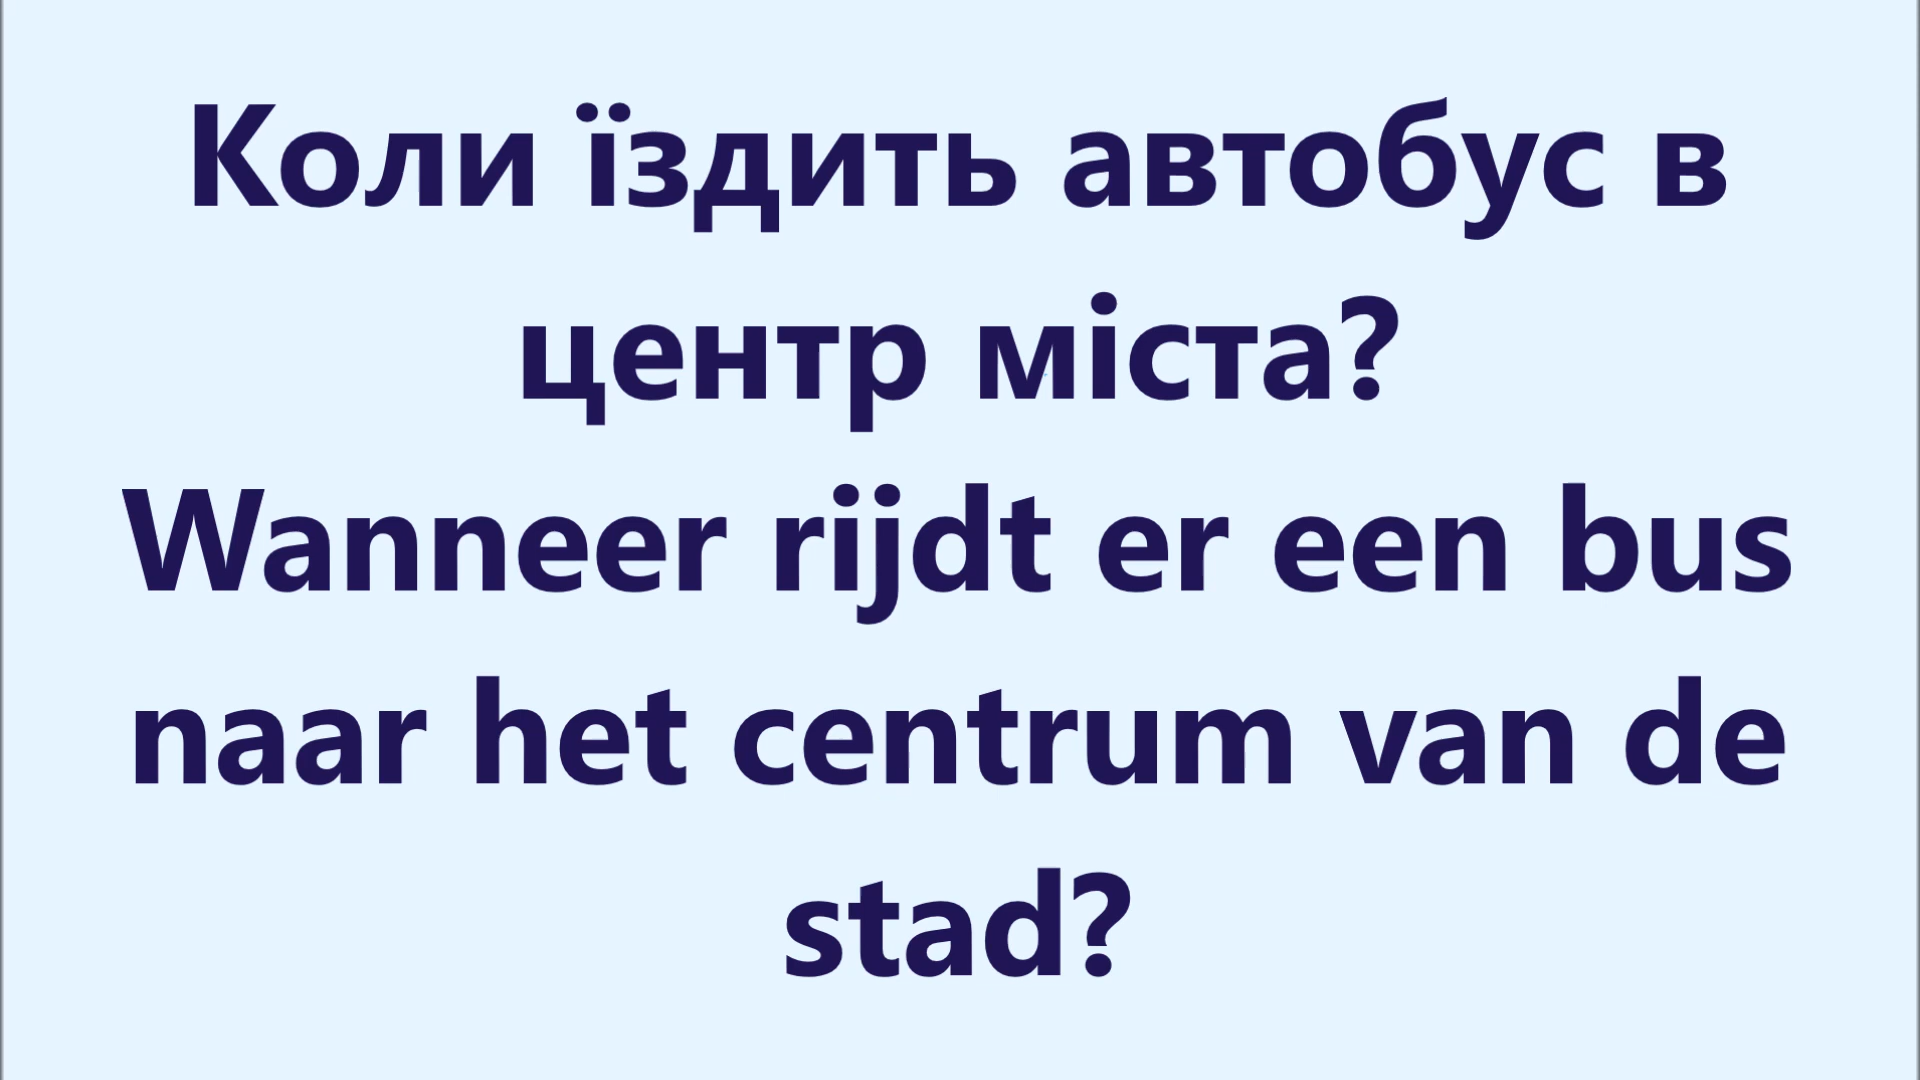 Коли їздить автобус в
центр міста?
Wanneer rijdt er een bus
naar het centrum van de
stad?